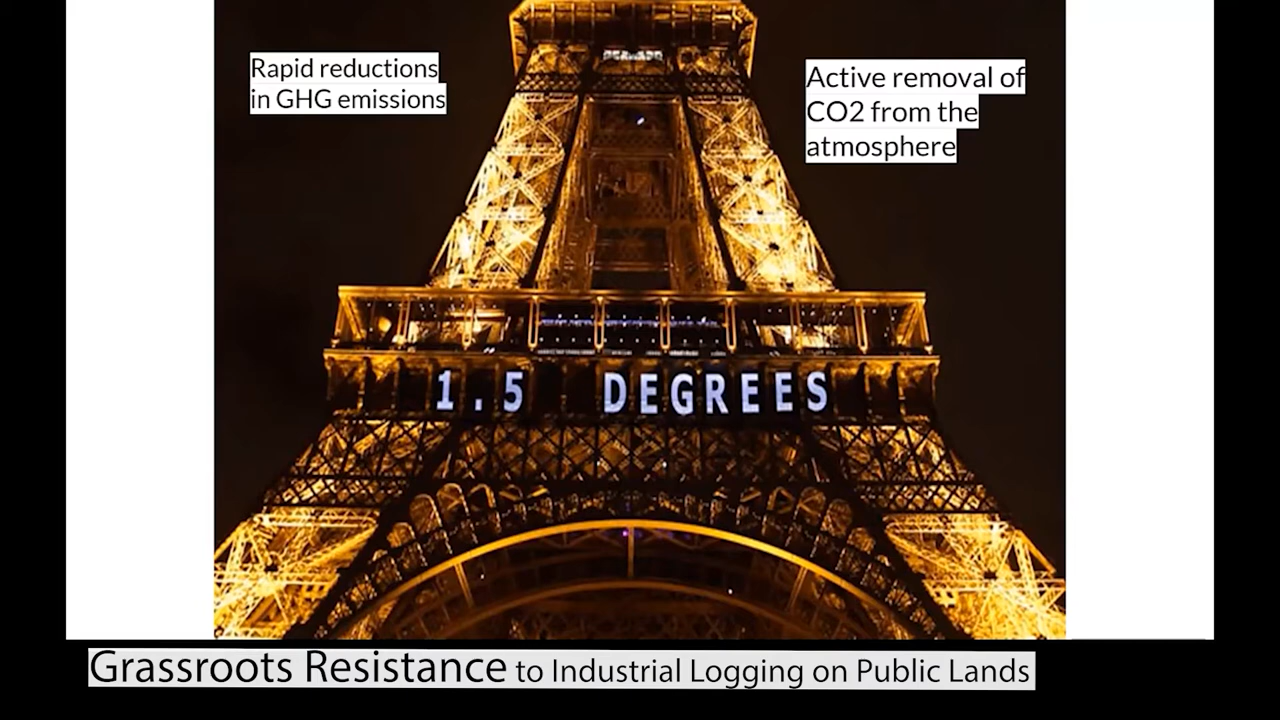 Rapid reductions
in GHG emissions
Active removal of
CO2 from the
atmosphere
1.5 DEGREES
Grassroots Resistance to Industrial Logging on Public Lands